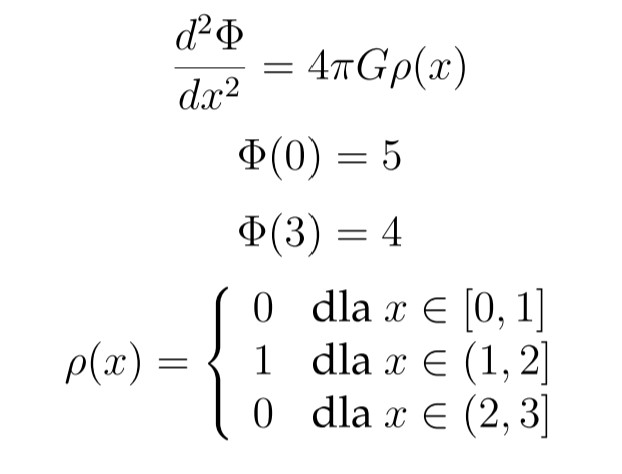 d²Φ/dx² = 4πGρ(x)
Φ(0) = 5
Φ(3) = 4
ρ(x) = { 0 dla x ∈ [0, 1]
1 dla x ∈ (1, 2]
0 dla x ∈ (2, 3]